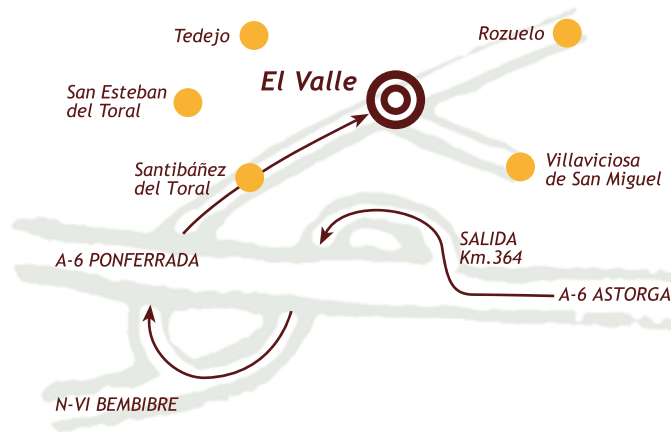 Tedejo
Rozuelo
El Valle
San Esteban
del Toral
Santibáñez
del Toral
Villaviciosa
de San Miguel
SALIDA
Km.364
A-6 PONFERRADA
A-6 ASTORGA
N-VI BEMBIBRE